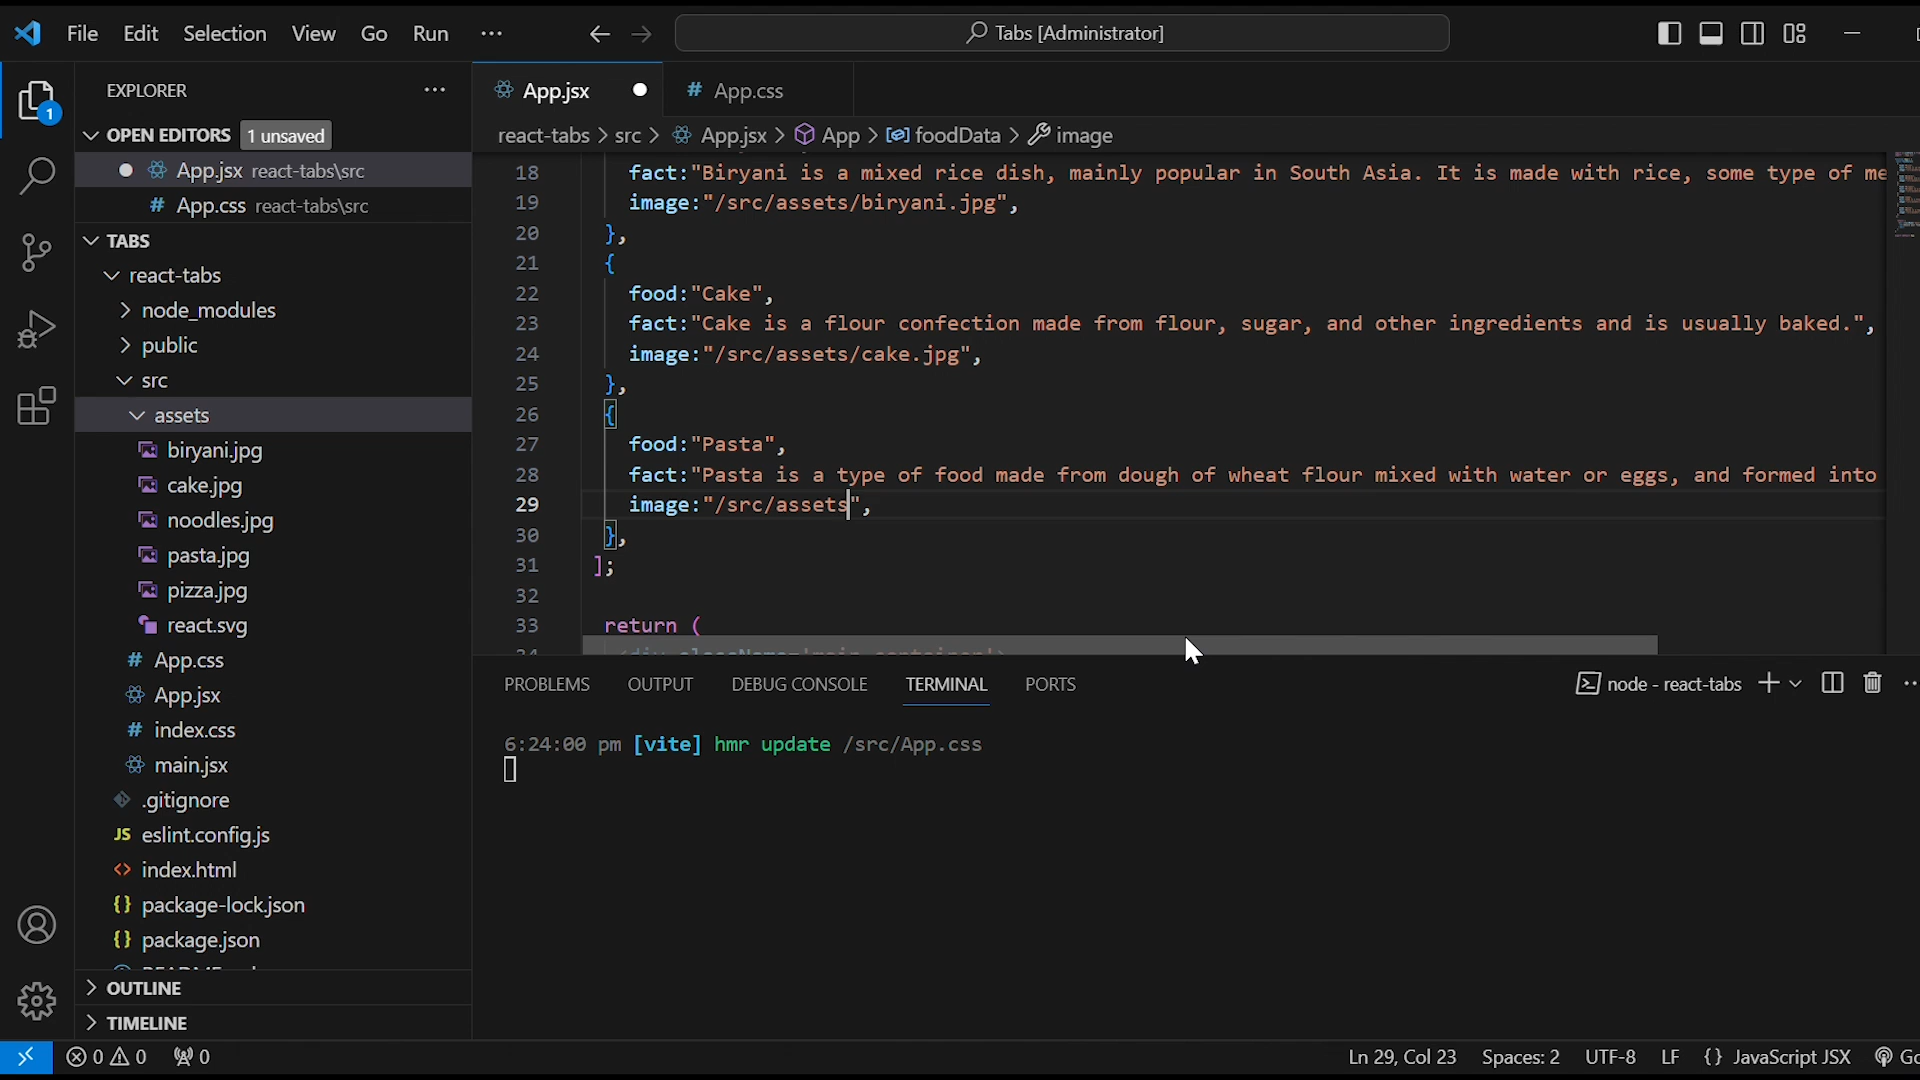 File Edit Selection View Go Run ··· Tabs [Administrator]
EXPLORER ···
1
OPEN EDITORS 1 unsaved
App.jsx react-tabs\src
App.css react-tabs\src
TABS
react-tabs
node_modules
public
src
assets
biryani.jpg
cake.jpg
noodles.jpg
pasta.jpg
pizza.jpg
react.svg
App.css
App.jsx
index.css
main.jsx
.gitignore
eslint.config.js
index.html
package-lock.json
package.json
OUTLINE
TIMELINE
App.jsx App.css
react-tabs > src > App.jsx > App > foodData > image
18 fact:"Biryani is a mixed rice dish, mainly popular in South Asia. It is made with rice, some type of me
19 image:"/src/assets/biryani.jpg",
20 },
21 {
22 food:"Cake",
23 fact:"Cake is a flour confection made from flour, sugar, and other ingredients and is usually baked.",
24 image:"/src/assets/cake.jpg",
25 },
26 {
27 food:"Pasta",
28 fact:"Pasta is a type of food made from dough of wheat flour mixed with water or eggs, and formed into
29 image:"/src/assets",
30 },
31 ];
32
33 return (
34 <div className='main-container'>
PROBLEMS OUTPUT DEBUG CONSOLE TERMINAL PORTS node - react-tabs
6:24:00 pm [vite] hmr update /src/App.css
0 0 0 Ln 29, Col 23 Spaces: 2 UTF-8 LF {} JavaScript JSX Go